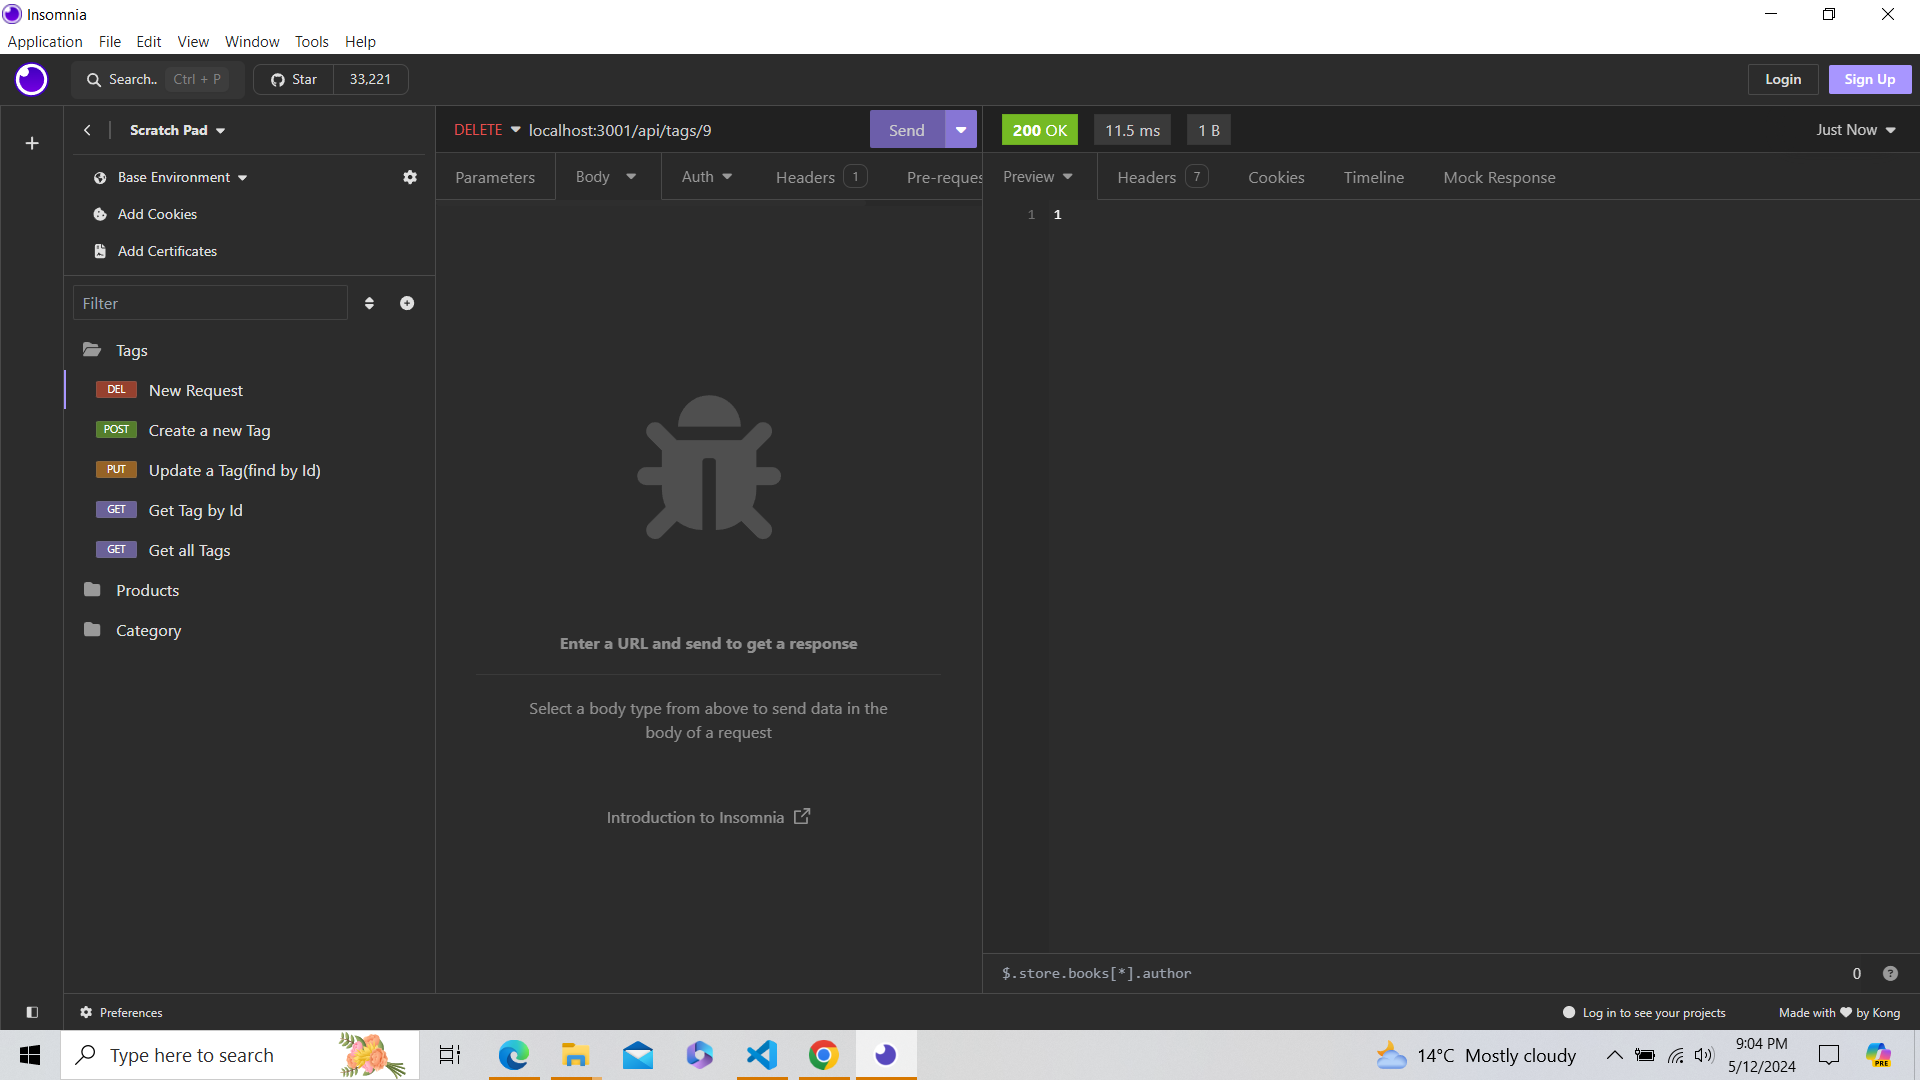 Insomnia
Application File Edit View Window Tools Help
Search.. Ctrl + P Star 33,221 Login Sign Up
Scratch Pad
Base Environment
Add Cookies
Add Certificates
Filter
Tags
DEL New Request
POST Create a new Tag
PUT Update a Tag(find by Id)
GET Get Tag by Id
GET Get all Tags
Products
Category
DELETE localhost:3001/api/tags/9 Send
Parameters Body Auth Headers 1 Pre-reques
Enter a URL and send to get a response
Select a body type from above to send data in the
body of a request
Introduction to Insomnia
200 OK 11.5 ms 1 B Just Now
Preview Headers 7 Cookies Timeline Mock Response
1 1
$.store.books[*].author 0 ?
Preferences Log in to see your projects Made with ♥ by Kong
Type here to search 14°C Mostly cloudy 9:04 PM
5/12/2024
PRE